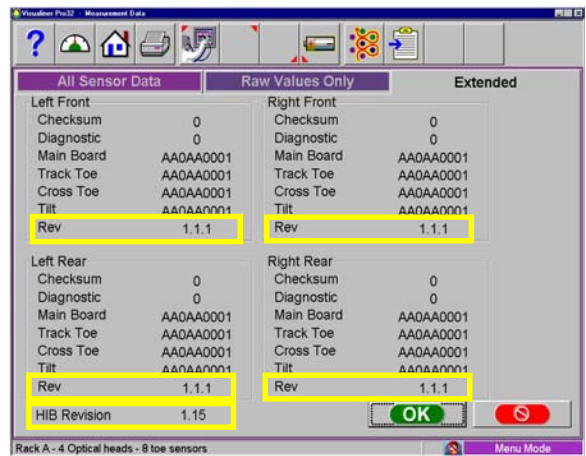 Visualiner Pro32 - Measurement Data
All Sensor Data
Raw Values Only
Extended
Left Front
Checksum 0
Diagnostic 0
Main Board AA0AA0001
Track Toe AA0AA0001
Cross Toe AA0AA0001
Tilt AA0AA0001
Rev 1.1.1
Right Front
Checksum 0
Diagnostic 0
Main Board AA0AA0001
Track Toe AA0AA0001
Cross Toe AA0AA0001
Tilt AA0AA0001
Rev 1.1.1
Left Rear
Checksum 0
Diagnostic 0
Main Board AA0AA0001
Track Toe AA0AA0001
Cross Toe AA0AA0001
Tilt AA0AA0001
Rev 1.1.1
HIB Revision 1.15
Right Rear
Checksum 0
Diagnostic 0
Main Board AA0AA0001
Track Toe AA0AA0001
Cross Toe AA0AA0001
Tilt AA0AA0001
Rev 1.1.1
OK
Rack A - 4 Optical heads - 8 toe sensors
Menu Mode